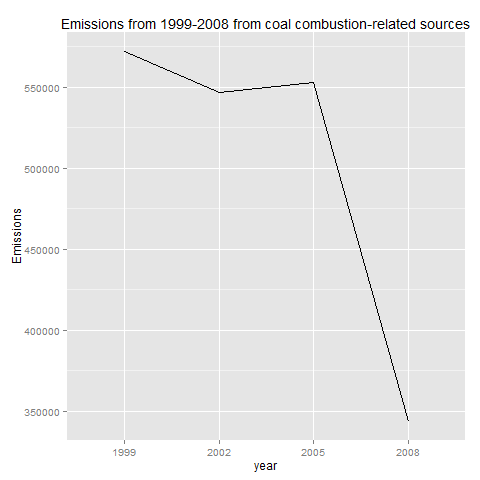 Emissions from 1999-2008 from coal combustion-related sources
Emissions
550000
500000
450000
400000
350000
1999 2002 2005 2008
year